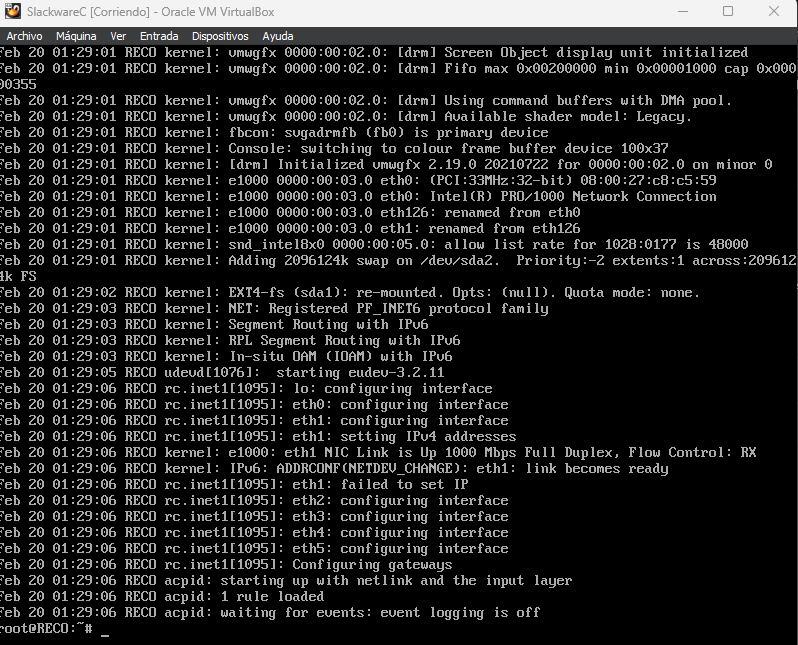 SlackwareC [Corriendo] - Oracle VM VirtualBox
Archivo Máquina Ver Entrada Dispositivos Ayuda
Feb 20 01:29:01 RECO kernel: vmwgfx 0000:00:02.0: [drm] Screen Object display unit initialized
Feb 20 01:29:01 RECO kernel: vmwgfx 0000:00:02.0: [drm] Fifo max 0x00200000 min 0x00001000 cap 0x000
00355
Feb 20 01:29:01 RECO kernel: vmwgfx 0000:00:02.0: [drm] Using command buffers with DMA pool.
Feb 20 01:29:01 RECO kernel: vmwgfx 0000:00:02.0: [drm] Available shader model: Legacy.
Feb 20 01:29:01 RECO kernel: fbcon: svgadrmfb (fb0) is primary device
Feb 20 01:29:01 RECO kernel: Console: switching to colour frame buffer device 100x37
Feb 20 01:29:01 RECO kernel: [drm] Initialized vmwgfx 2.19.0 20210722 for 0000:00:02.0 on minor 0
Feb 20 01:29:01 RECO kernel: e1000 0000:00:03.0 eth0: (PCI:33MHz:32-bit) 08:00:27:c8:c5:59
Feb 20 01:29:01 RECO kernel: e1000 0000:00:03.0 eth0: Intel(R) PRO/1000 Network Connection
Feb 20 01:29:01 RECO kernel: e1000 0000:00:03.0 eth126: renamed from eth0
Feb 20 01:29:01 RECO kernel: e1000 0000:00:03.0 eth1: renamed from eth126
Feb 20 01:29:01 RECO kernel: snd_intel8x0 0000:00:05.0: allow list rate for 1028:0177 is 48000
Feb 20 01:29:01 RECO kernel: Adding 2096124k swap on /dev/sda2.  Priority:-2 extents:1 across:209612
4k FS
Feb 20 01:29:02 RECO kernel: EXT4-fs (sda1): re-mounted. Opts: (null). Quota mode: none.
Feb 20 01:29:03 RECO kernel: NET: Registered PF_INET6 protocol family
Feb 20 01:29:03 RECO kernel: Segment Routing with IPv6
Feb 20 01:29:03 RECO kernel: RPL Segment Routing with IPv6
Feb 20 01:29:03 RECO kernel: In-situ OAM (IOAM) with IPv6
Feb 20 01:29:05 RECO udevd[1076]:  starting eudev-3.2.11
Feb 20 01:29:06 RECO rc.inet1[1095]: lo: configuring interface
Feb 20 01:29:06 RECO rc.inet1[1095]: eth0: configuring interface
Feb 20 01:29:06 RECO rc.inet1[1095]: eth1: configuring interface
Feb 20 01:29:06 RECO rc.inet1[1095]: eth1: setting IPv4 addresses
Feb 20 01:29:06 RECO kernel: e1000: eth1 NIC Link is Up 1000 Mbps Full Duplex, Flow Control: RX
Feb 20 01:29:06 RECO kernel: IPv6: ADDRCONF(NETDEV_CHANGE): eth1: link becomes ready
Feb 20 01:29:06 RECO rc.inet1[1095]: eth1: failed to set IP
Feb 20 01:29:06 RECO rc.inet1[1095]: eth2: configuring interface
Feb 20 01:29:06 RECO rc.inet1[1095]: eth3: configuring interface
Feb 20 01:29:06 RECO rc.inet1[1095]: eth4: configuring interface
Feb 20 01:29:06 RECO rc.inet1[1095]: eth5: configuring interface
Feb 20 01:29:06 RECO rc.inet1[1095]: Configuring gateways
Feb 20 01:29:06 RECO acpid: starting up with netlink and the input layer
Feb 20 01:29:06 RECO acpid: 1 rule loaded
Feb 20 01:29:06 RECO acpid: waiting for events: event logging is off
root@RECO:~# _